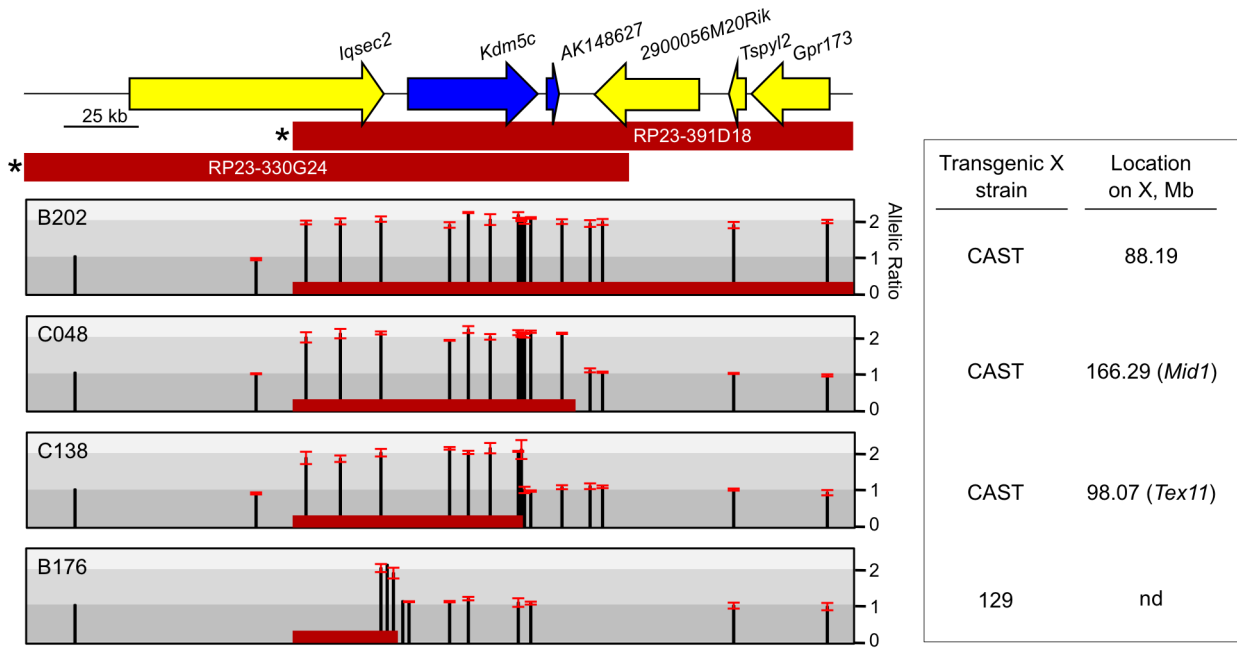 Iqsec2 Kdm5c AK148627 2900056M20Rik Tspyl2 Gpr173
25 kb
* RP23-391D18
* RP23-330G24
Allelic Ratio
B202
2
1
0
C048
2
1
0
C138
2
1
0
B176
2
1
0
Transgenic X Location
strain on X, Mb
CAST 88.19
CAST 166.29 (Mid1)
CAST 98.07 (Tex11)
129 nd